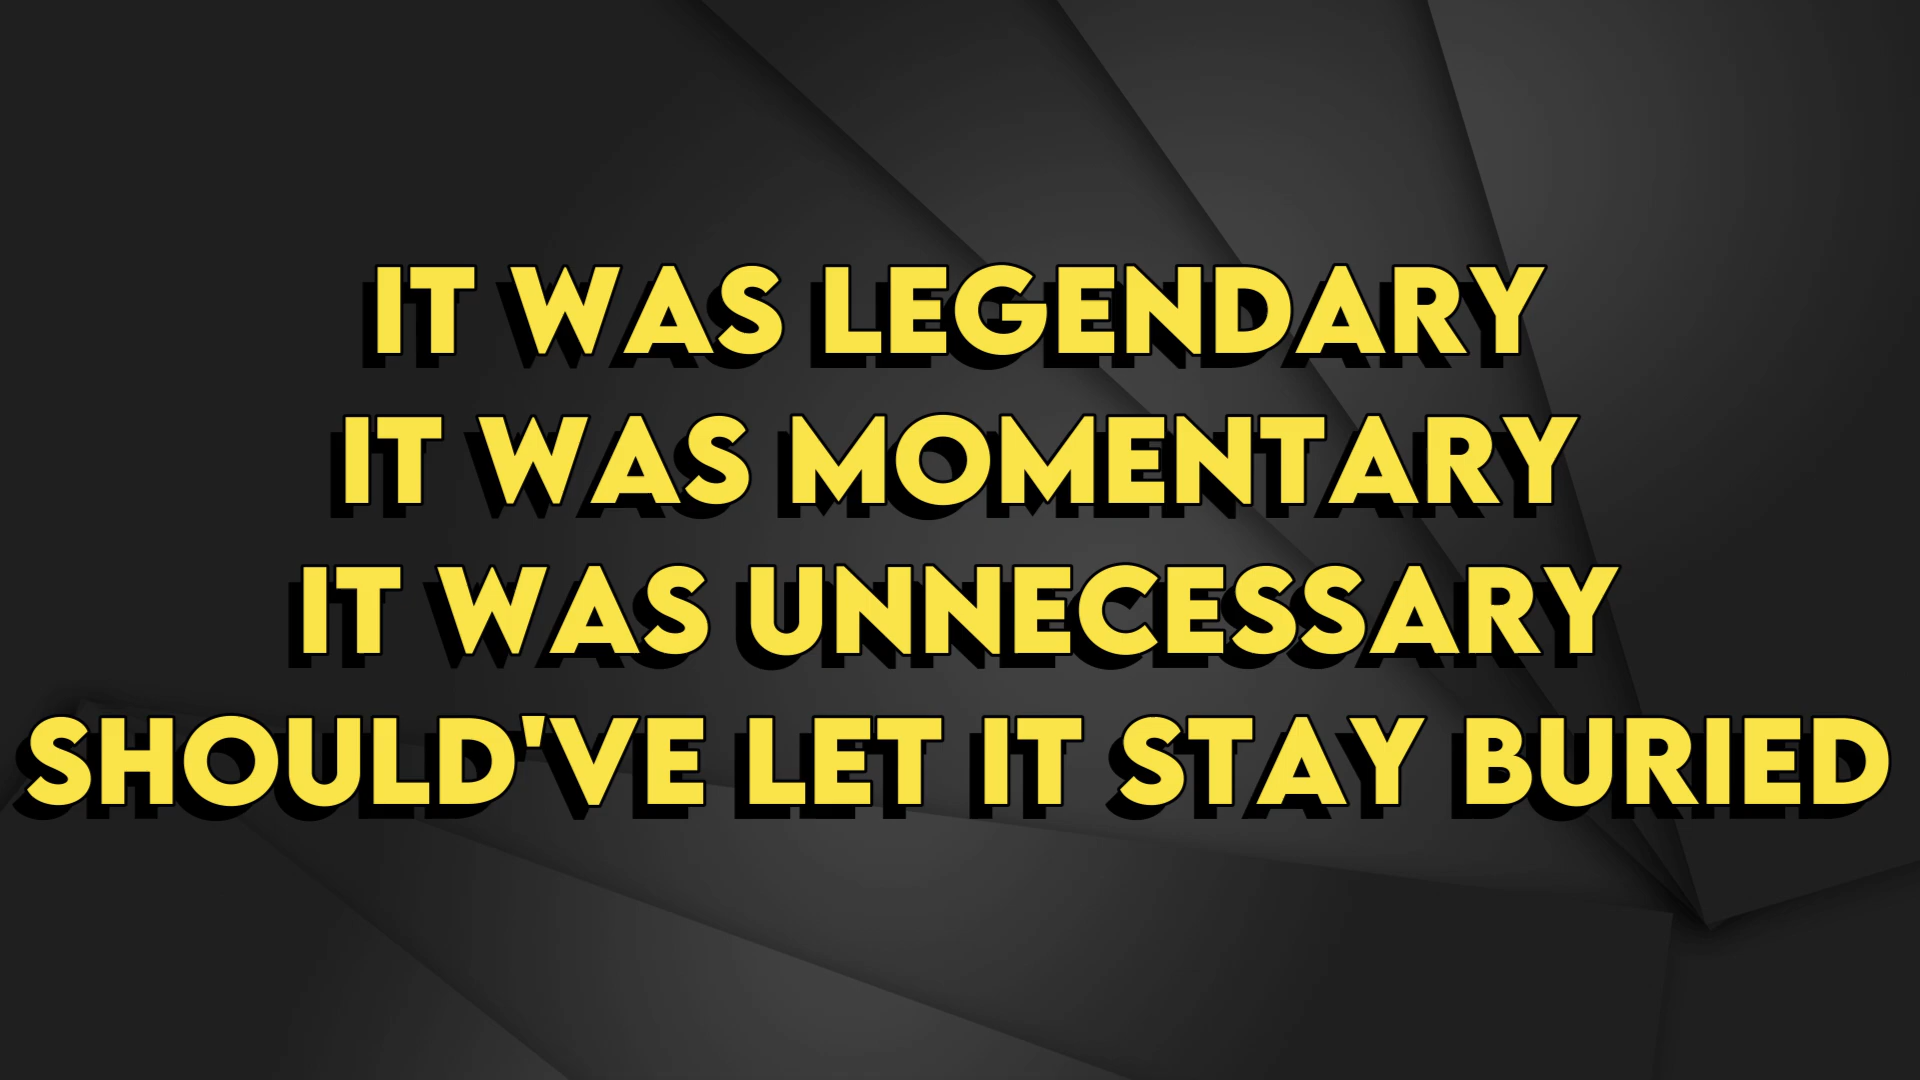 IT WAS LEGENDARY
IT WAS MOMENTARY
IT WAS UNNECESSARY
SHOULD'VE LET IT STAY BURIED